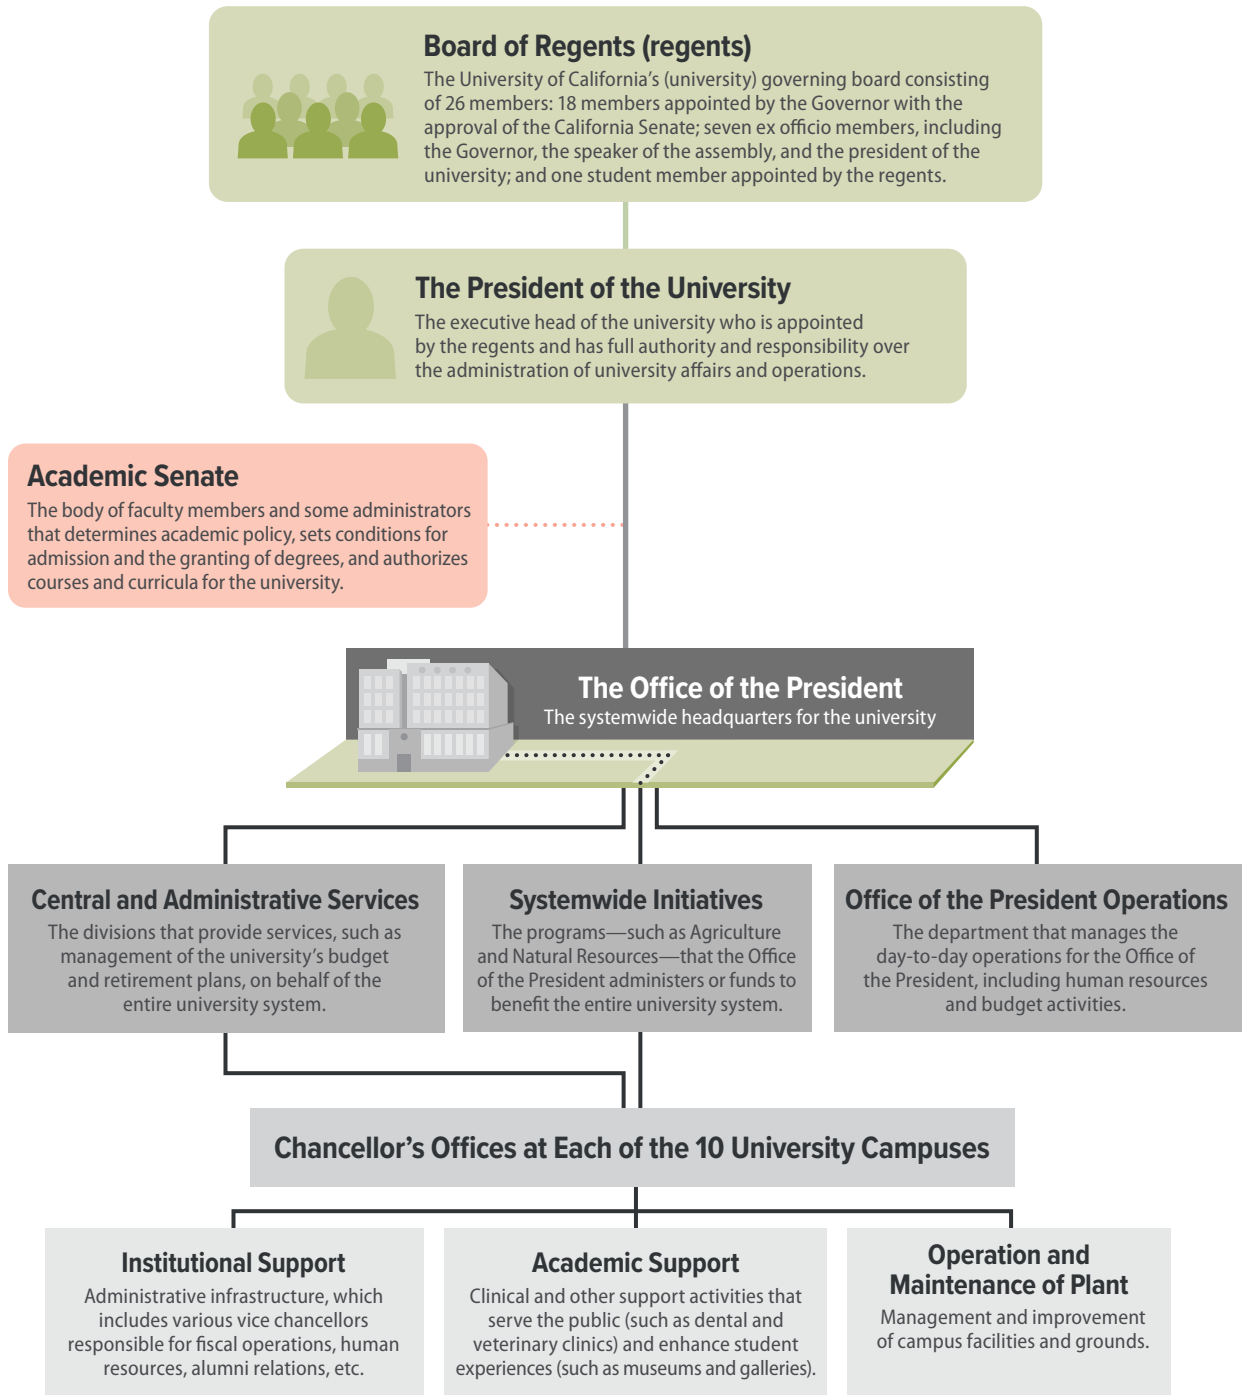 Board of Regents (regents)
The University of California’s (university) governing board consisting
of 26 members: 18 members appointed by the Governor with the
approval of the California Senate; seven ex officio members, including
the Governor, the speaker of the assembly, and the president of the
university; and one student member appointed by the regents.
The President of the University
The executive head of the university who is appointed
by the regents and has full authority and responsibility over
the administration of university affairs and operations.
Academic Senate
The body of faculty members and some administrators
that determines academic policy, sets conditions for
admission and the granting of degrees, and authorizes
courses and curricula for the university.
The Office of the President
The systemwide headquarters for the university
Central and Administrative Services
The divisions that provide services, such as
management of the university’s budget
and retirement plans, on behalf of the
entire university system.
Systemwide Initiatives
The programs—such as Agriculture
and Natural Resources—that the Office
of the President administers or funds to
benefit the entire university system.
Office of the President Operations
The department that manages the
day-to-day operations for the Office of
the President, including human resources
and budget activities.
Chancellor’s Offices at Each of the 10 University Campuses
Institutional Support
Administrative infrastructure, which
includes various vice chancellors
responsible for fiscal operations, human
resources, alumni relations, etc.
Academic Support
Clinical and other support activities that
serve the public (such as dental and
veterinary clinics) and enhance student
experiences (such as museums and galleries).
Operation and
Maintenance of Plant
Management and improvement
of campus facilities and grounds.